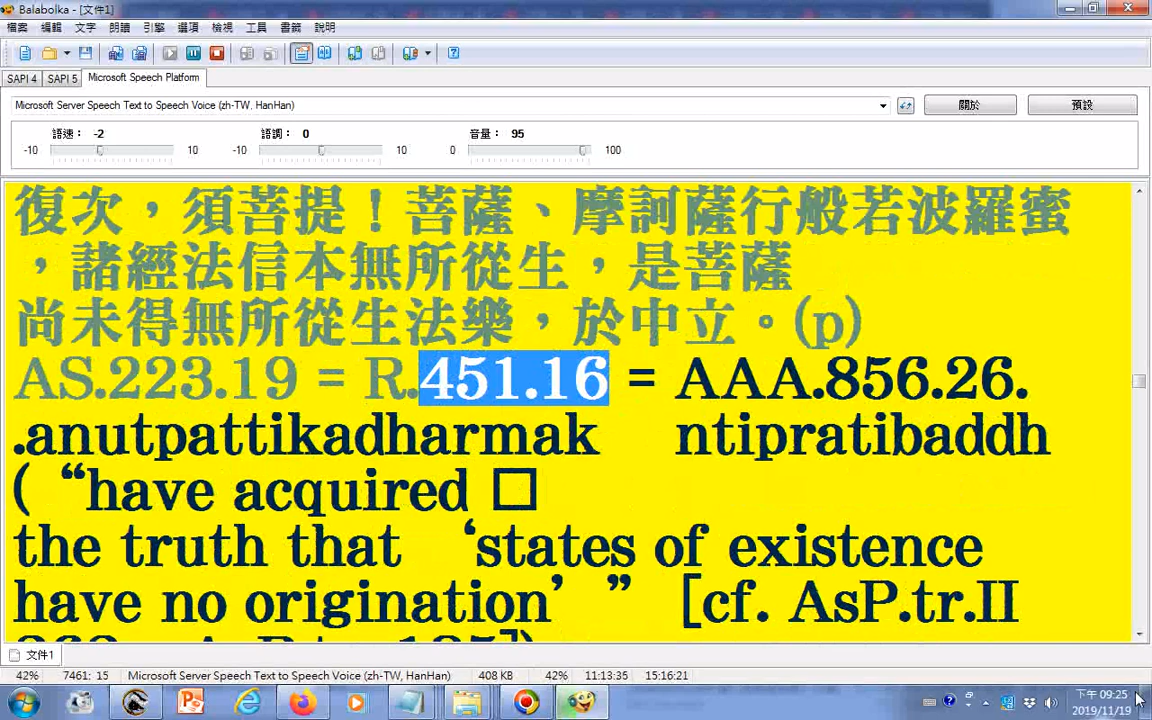 Balabolka - [文件1]
檔案 編輯 文字 朗讀 引擎 選項 檢視 工具 書籤 說明
SAPI 4 SAPI 5 Microsoft Speech Platform
Microsoft Server Speech Text to Speech Voice (zh-TW, HanHan) 關於 預設
語速： -2 語調： 0 音量： 95
-10 10 -10 10 0 100
復次，須菩提！菩薩、摩訶薩行般若波羅蜜
，諸經法信本無所從生，是菩薩
尚未得無所從生法樂，於中立。(p)
AS.223.19 = R.451.16 = AAA.856.26.
.anutpattikadharmak ntipratibaddh
(“have acquired □
the truth that ‘states of existence
have no origination’” [cf. AsP.tr.II
文件1
42% 7461: 15 Microsoft Server Speech Text to Speech Voice (zh-TW, HanHan) 408 KB 42% 11:13:35 15:16:21
下午 09:25
2019/11/19